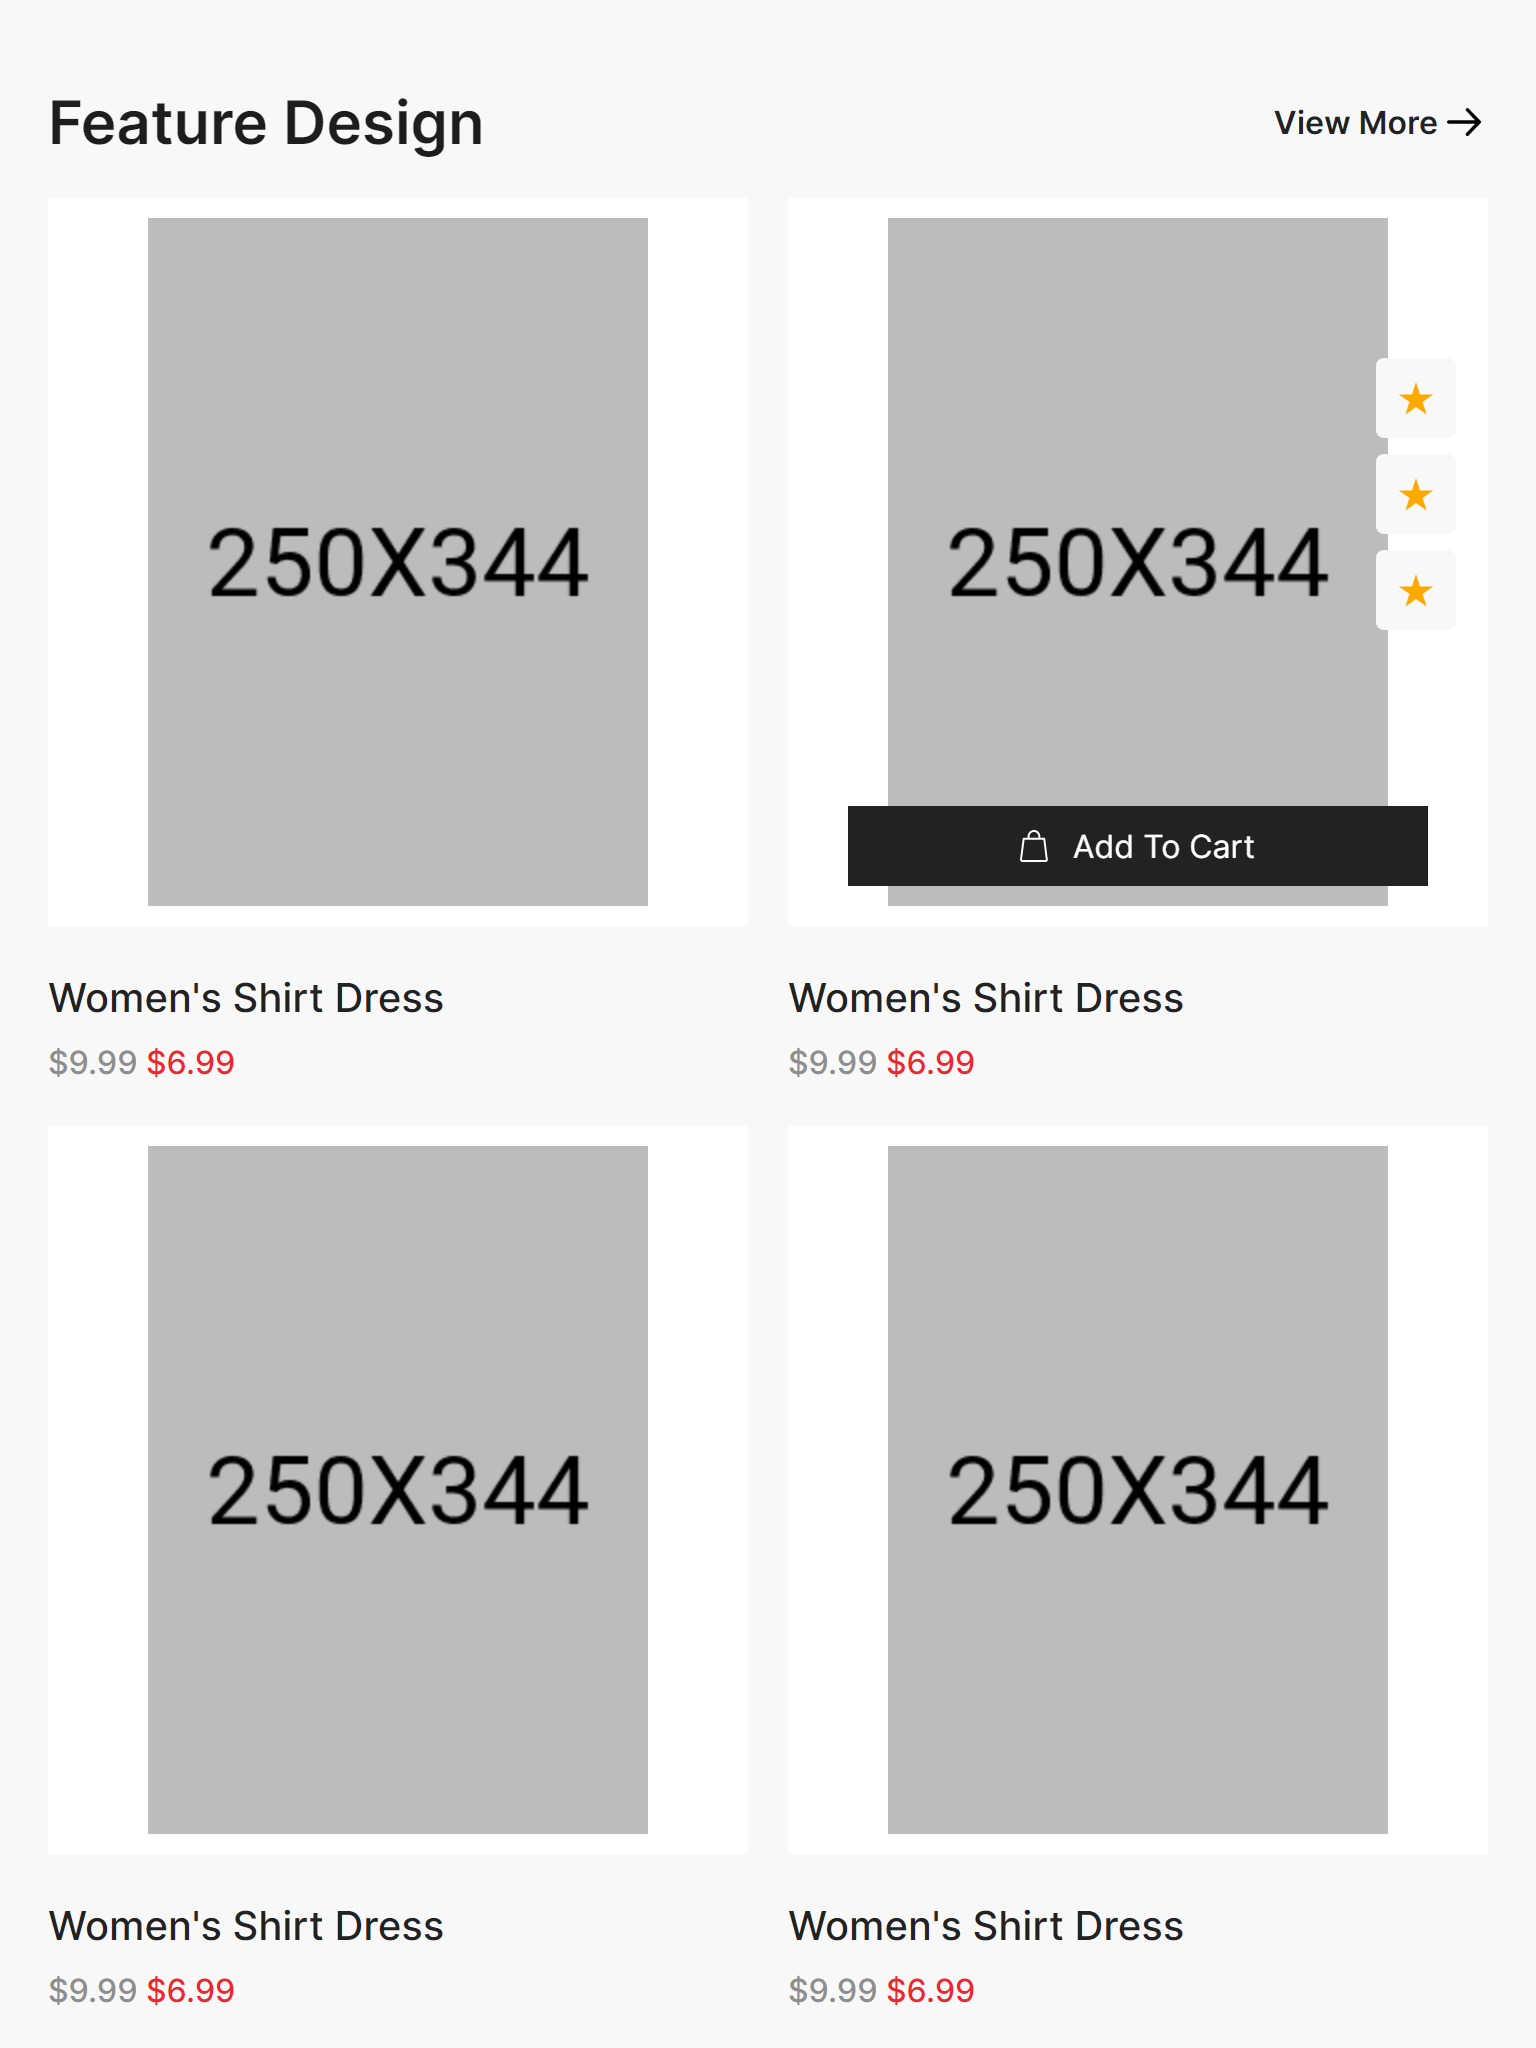 Feature Design
View More
250X344
250X344
Add To Cart
Women's Shirt Dress
$9.99 $6.99
Women's Shirt Dress
$9.99 $6.99
250X344
250X344
Women's Shirt Dress
$9.99 $6.99
Women's Shirt Dress
$9.99 $6.99